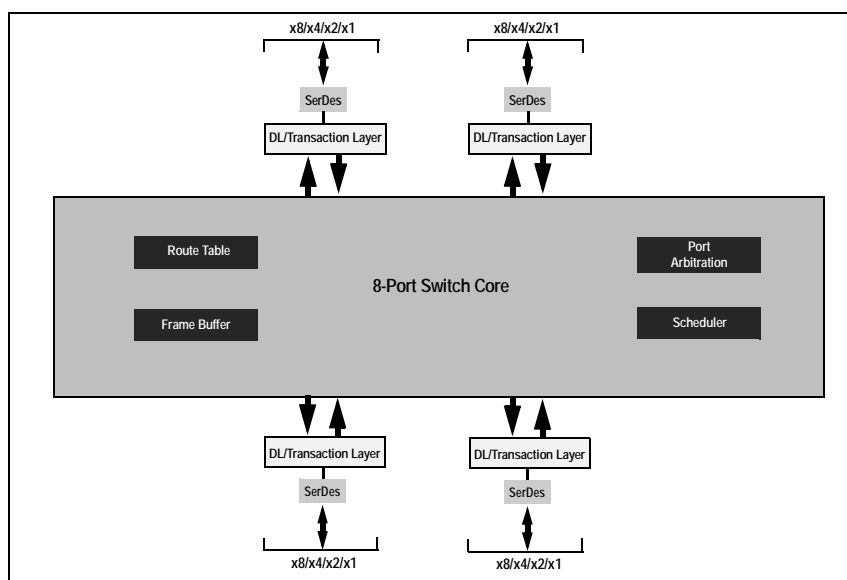 x8/x4/x2/x1
x8/x4/x2/x1
SerDes
SerDes
DL/Transaction Layer
DL/Transaction Layer
Route Table
Port
Arbitration
8-Port Switch Core
Frame Buffer
Scheduler
DL/Transaction Layer
DL/Transaction Layer
SerDes
SerDes
x8/x4/x2/x1
x8/x4/x2/x1